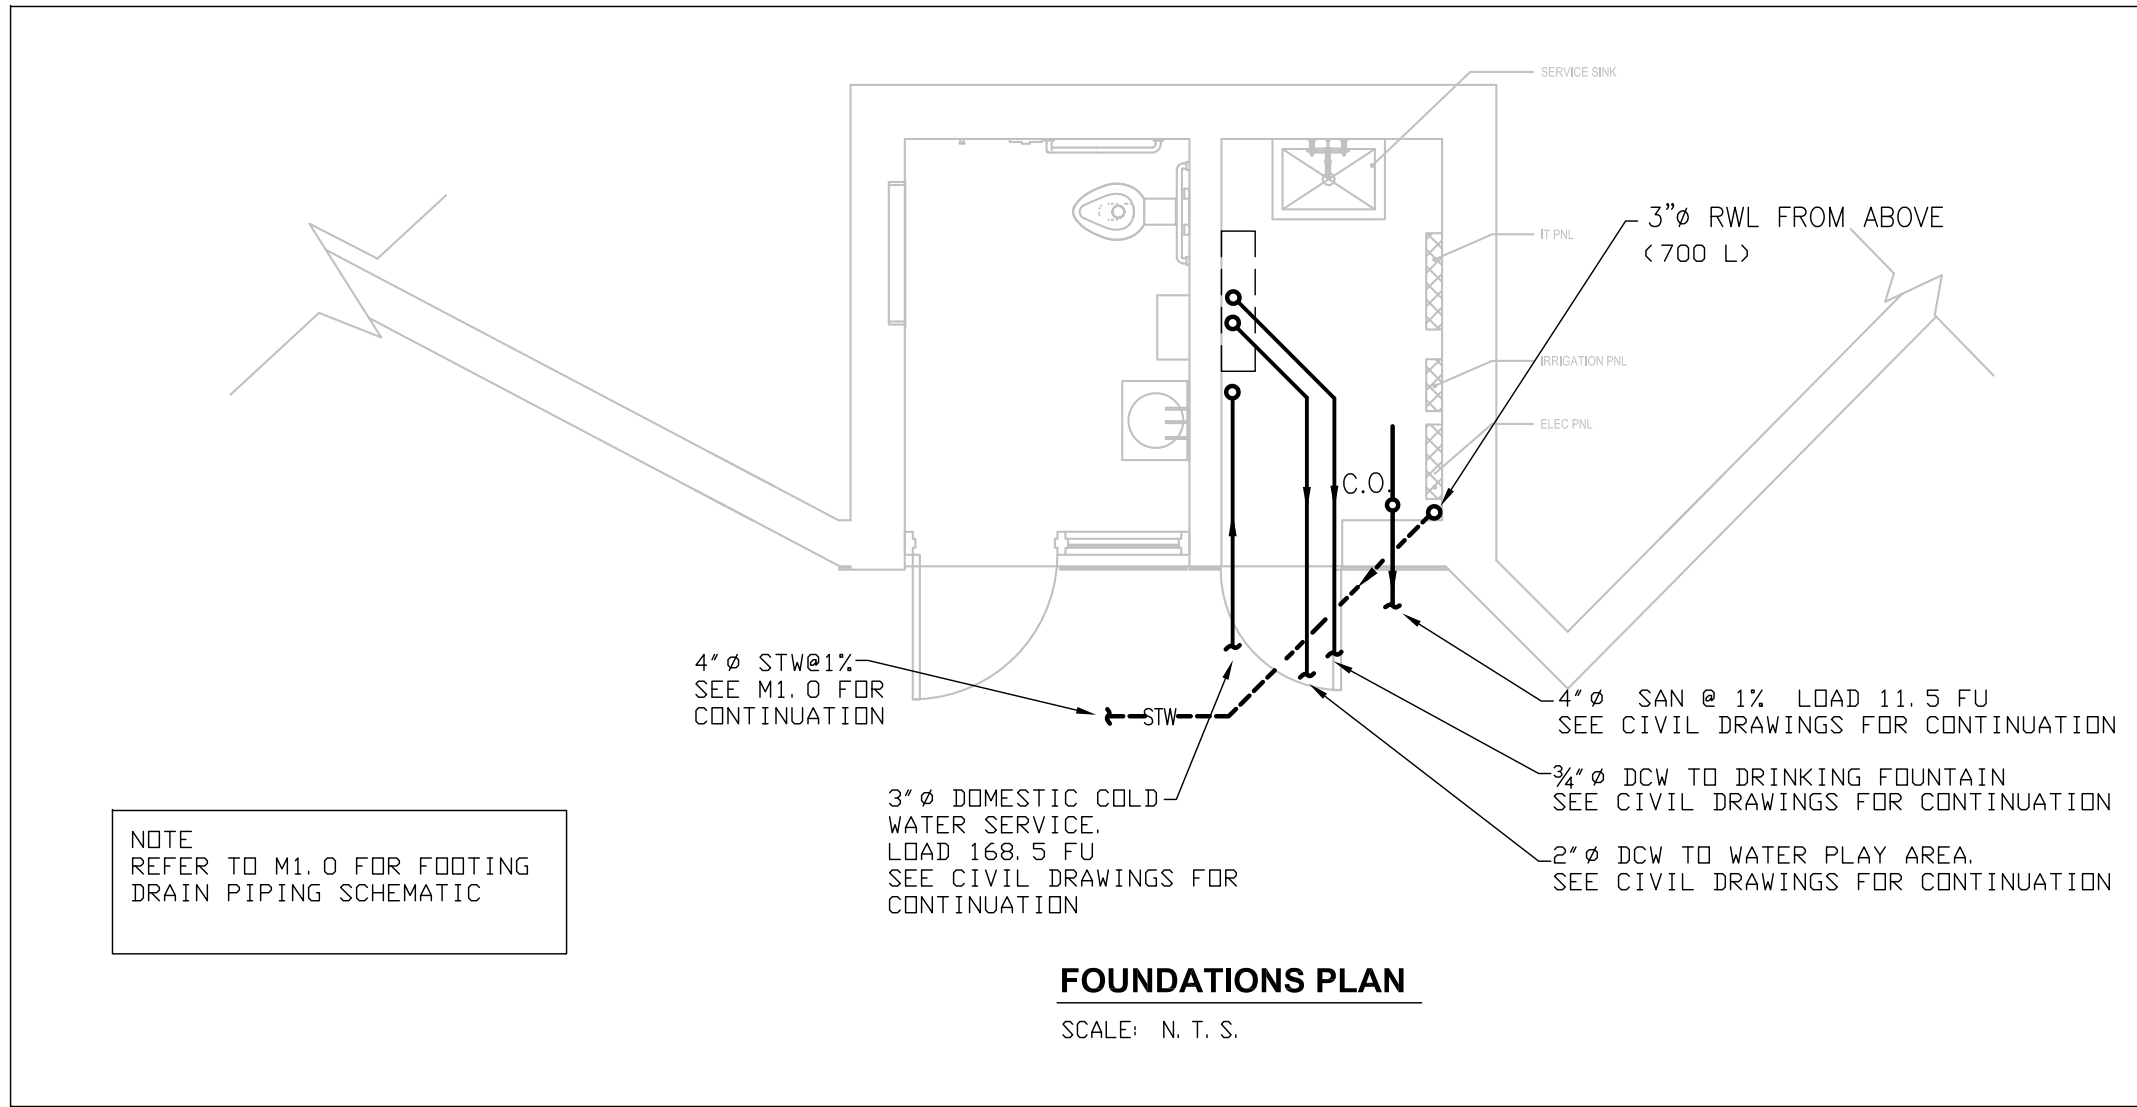 SERVICE SINK
3"ø RWL FROM ABOVE
(700 L)
IT PNL
IRRIGATION PNL
ELEC PNL
C.O.
4"ø STW@1%
SEE M1.0 FOR
CONTINUATION
STW
4"ø SAN @ 1% LOAD 11.5 FU
SEE CIVIL DRAWINGS FOR CONTINUATION
¾"ø DCW TO DRINKING FOUNTAIN
SEE CIVIL DRAWINGS FOR CONTINUATION
3"ø DOMESTIC COLD
WATER SERVICE.
LOAD 168.5 FU
SEE CIVIL DRAWINGS FOR
CONTINUATION
2"ø DCW TO WATER PLAY AREA.
SEE CIVIL DRAWINGS FOR CONTINUATION
NOTE
REFER TO M1.0 FOR FOOTING
DRAIN PIPING SCHEMATIC
FOUNDATIONS PLAN
SCALE: N.T.S.